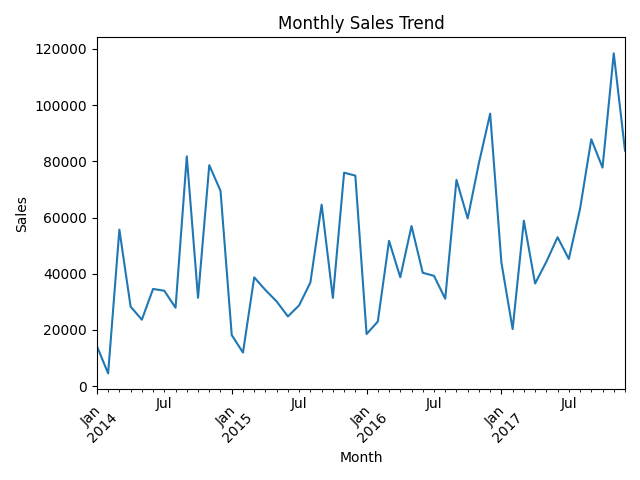 Monthly Sales Trend
Sales
120000
100000
80000
60000
40000
20000
0
Jan
2014
Jul
Jan
2015
Jul
Jan
2016
Jul
Jan
2017
Jul
Month